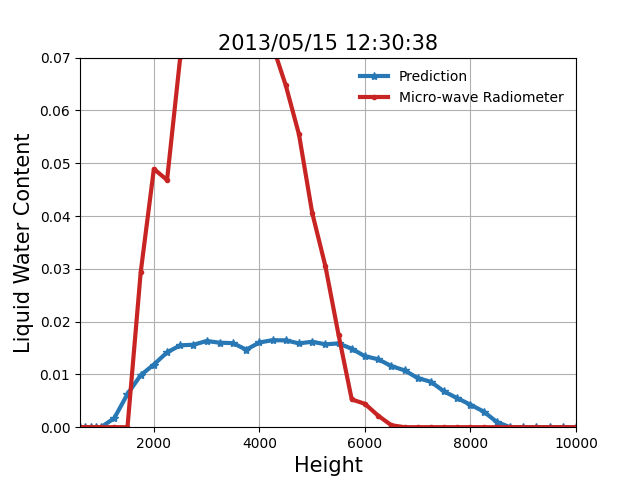 2013/05/15 12:30:38
0.07
0.06
0.05
0.04
0.03
0.02
0.01
0.00
Liquid Water Content
Prediction
Micro-wave Radiometer
2000 4000 6000 8000 10000
Height